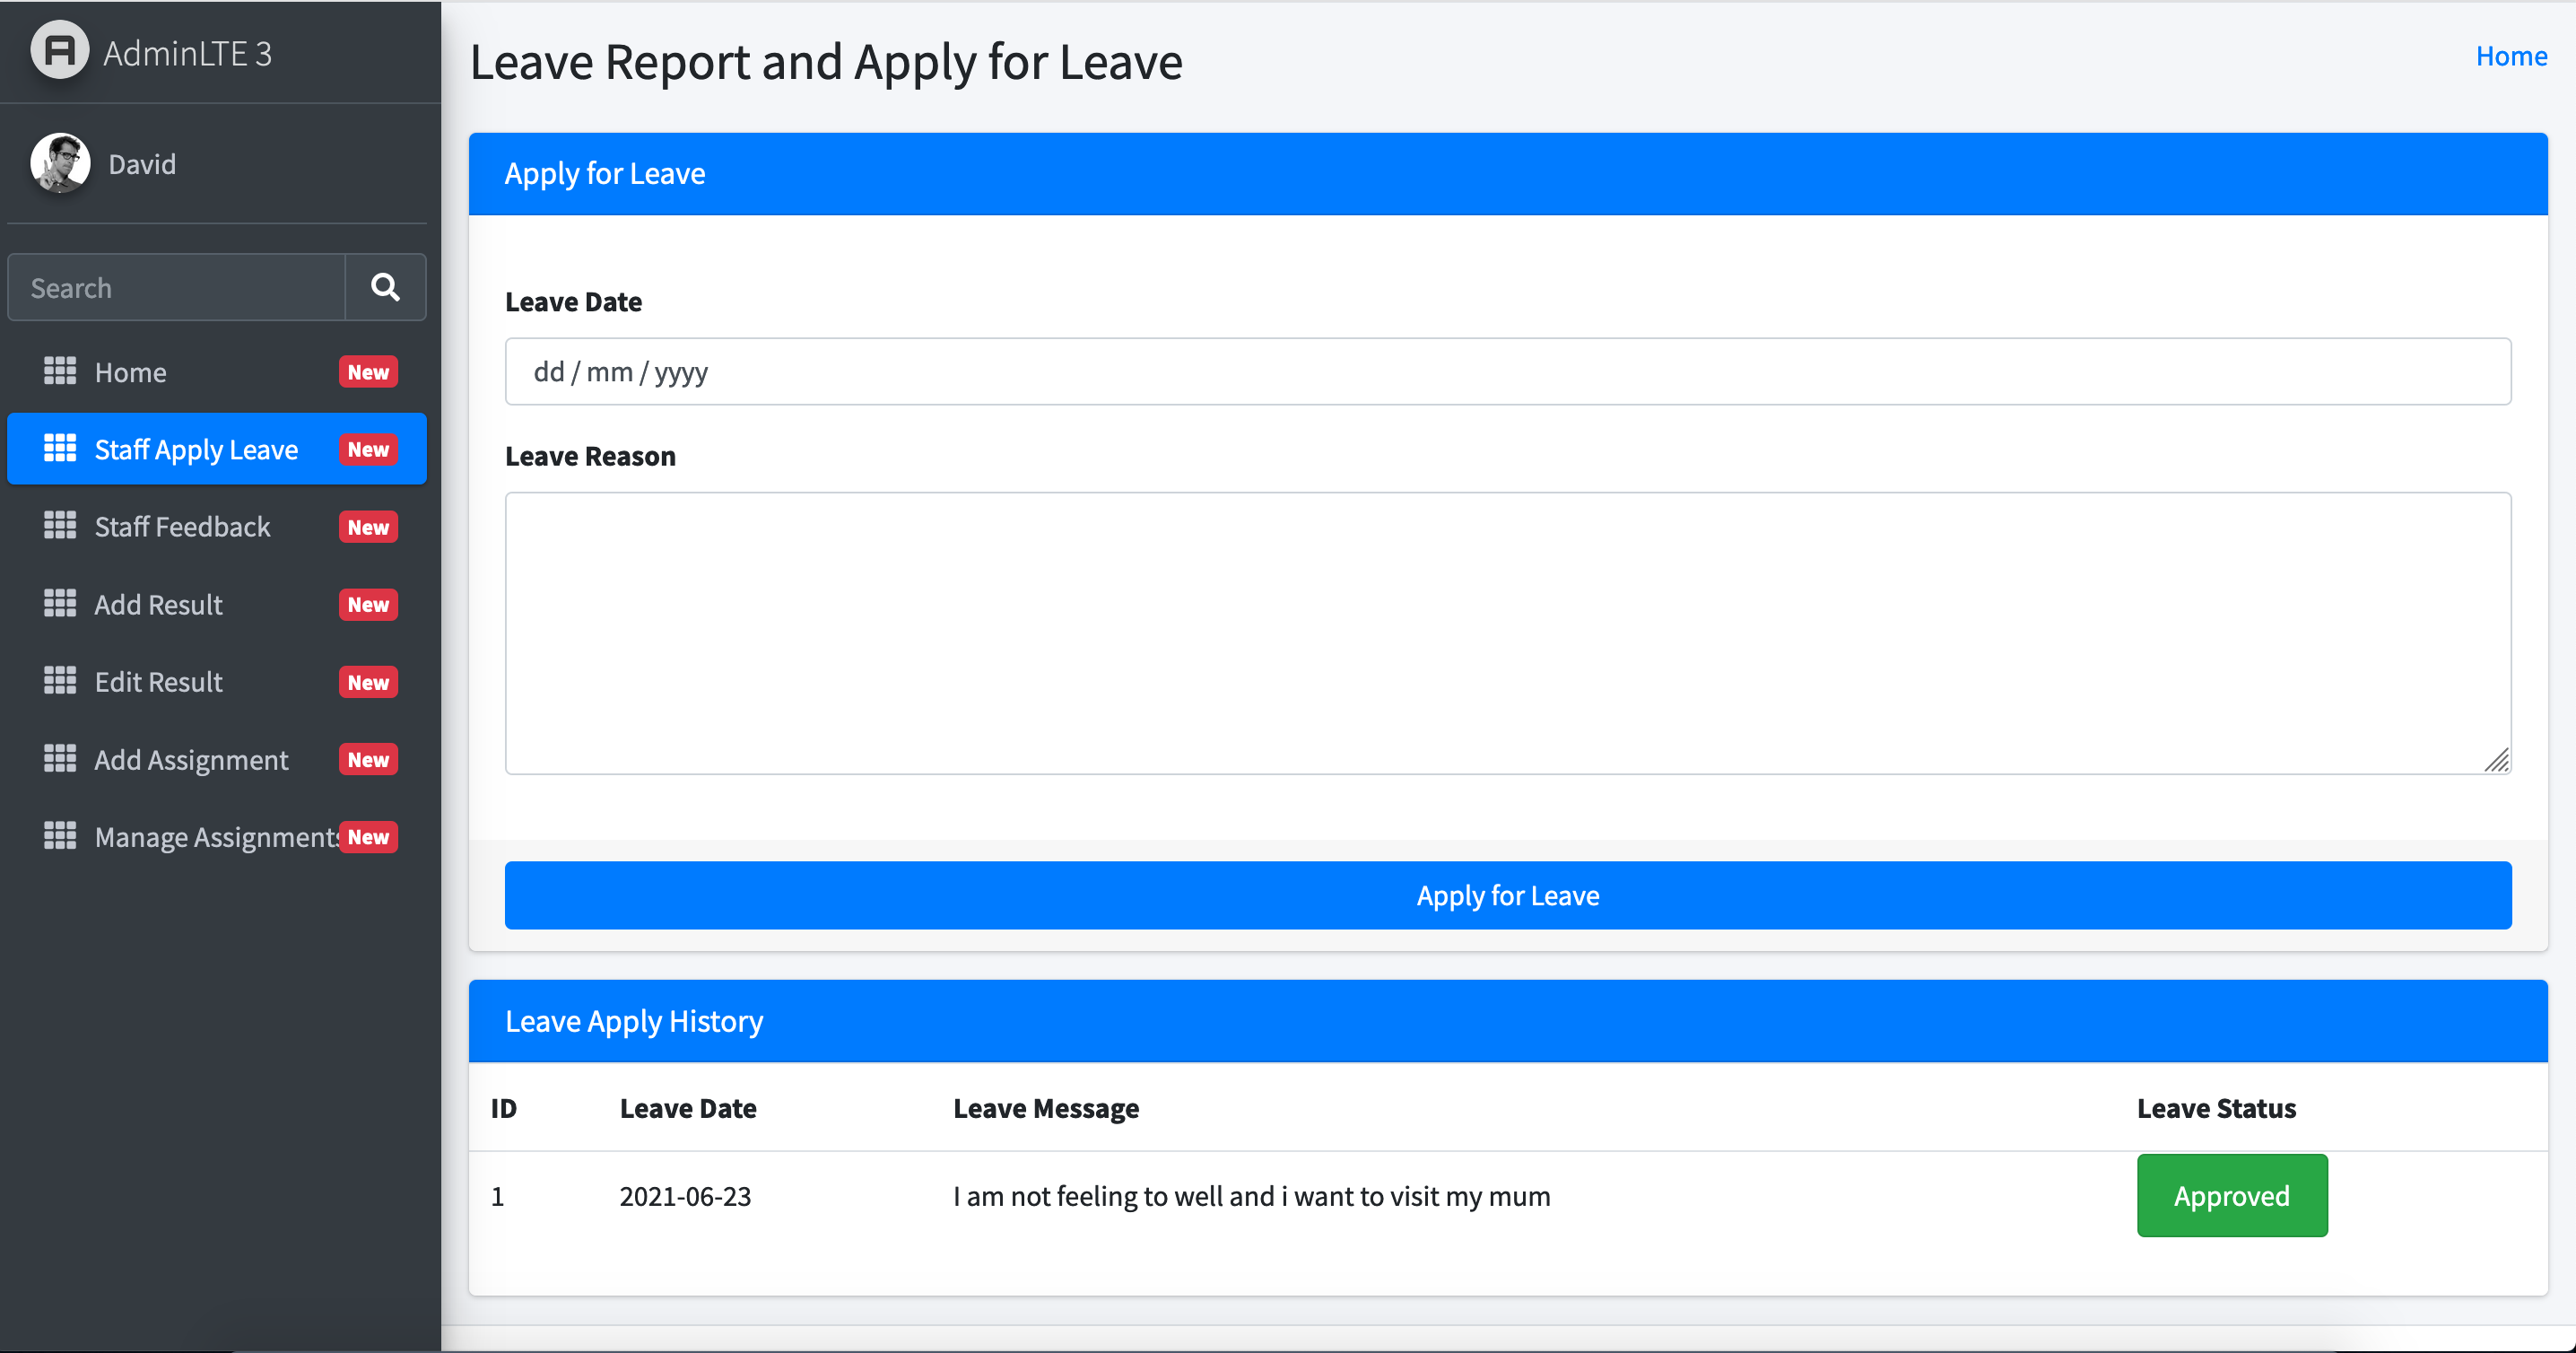 AdminLTE 3
David
Search
Home New
Staff Apply Leave New
Staff Feedback New
Add Result New
Edit Result New
Add Assignment New
Manage Assignments New
Leave Report and Apply for Leave
Home
Apply for Leave
Leave Date
dd / mm / yyyy
Leave Reason
Apply for Leave
Leave Apply History
ID Leave Date Leave Message Leave Status
1 2021-06-23 I am not feeling to well and i want to visit my mum Approved